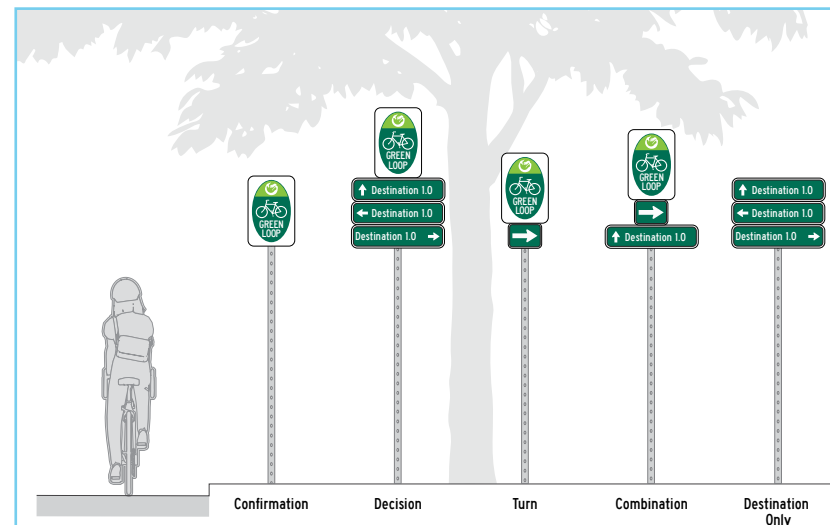 GREEN
LOOP
GREEN
LOOP
Destination 1.0
Destination 1.0
Destination 1.0
GREEN
LOOP
GREEN
LOOP
Destination 1.0
Destination 1.0
Destination 1.0
Destination 1.0
Confirmation
Decision
Turn
Combination
Destination
Only